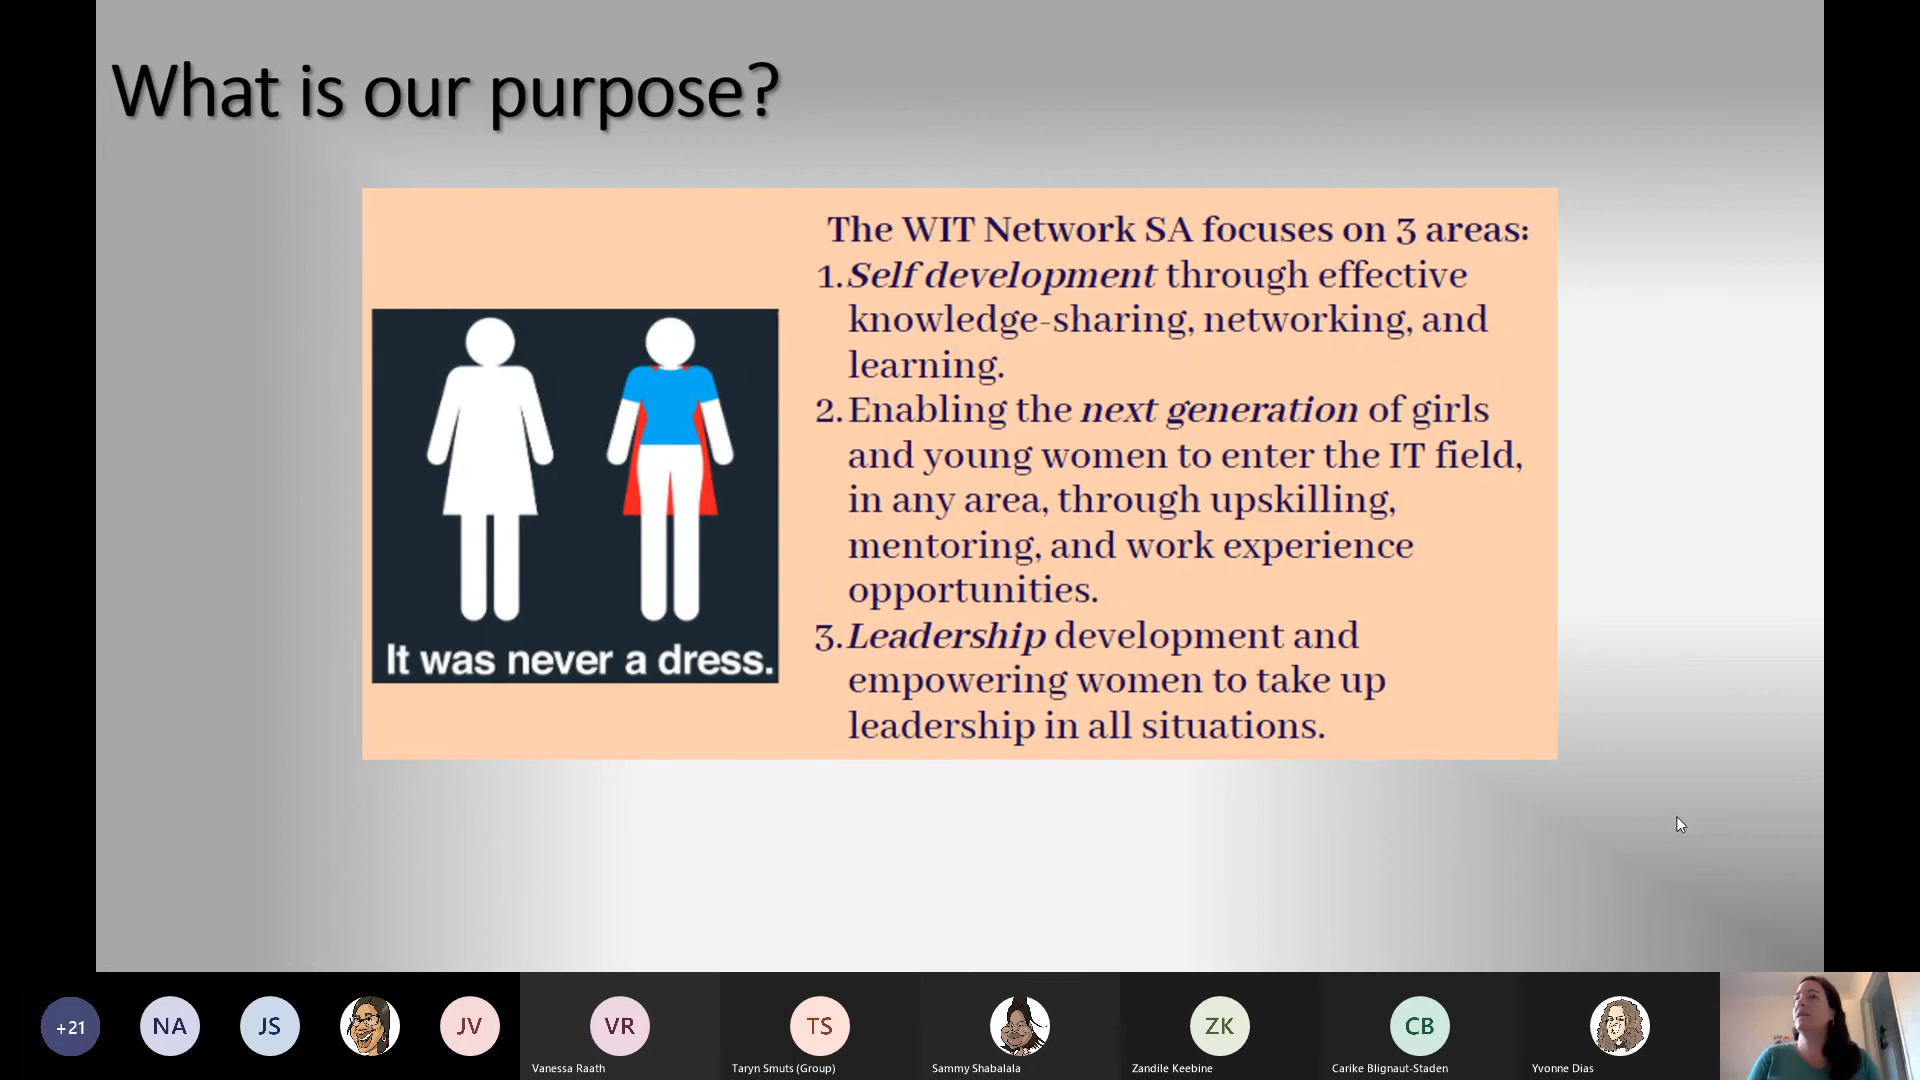 What is our purpose?
The WIT Network SA focuses on 3 areas:
1. Self development through effective
knowledge-sharing, networking, and
learning.
2. Enabling the next generation of girls
and young women to enter the IT field,
in any area, through upskilling,
mentoring, and work experience
opportunities.
3. Leadership development and
empowering women to take up
leadership in all situations.
It was never a dress.
+21
NA
JS
JV
VR
TS
ZK
CB
Vanessa Raath
Taryn Smuts (Group)
Sammy Shabalala
Zandile Keebine
Carike Blignaut-Staden
Yvonne Dias